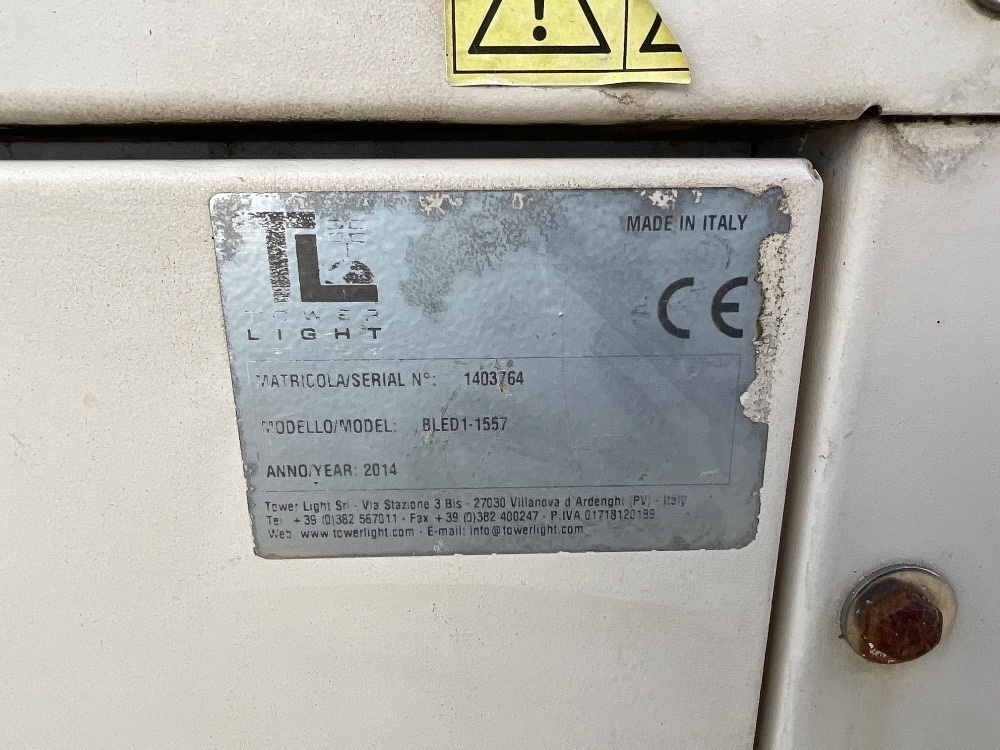 TL
TOWER
LIGHT
MADE IN ITALY
CE
MATRICOLA/SERIAL N°: 1403764
MODELLO/MODEL: BLED1-1557
ANNO/YEAR: 2014
Tower Light Srl - Via Stazione 3 Bis - 27030 Villanova d'Ardenghi (PV) - Italy
Tel +39 (0)382 567011 - Fax +39 (0)382 400247 - P.IVA 01718120189
Web www.towerlight.com - E-mail: info@towerlight.com